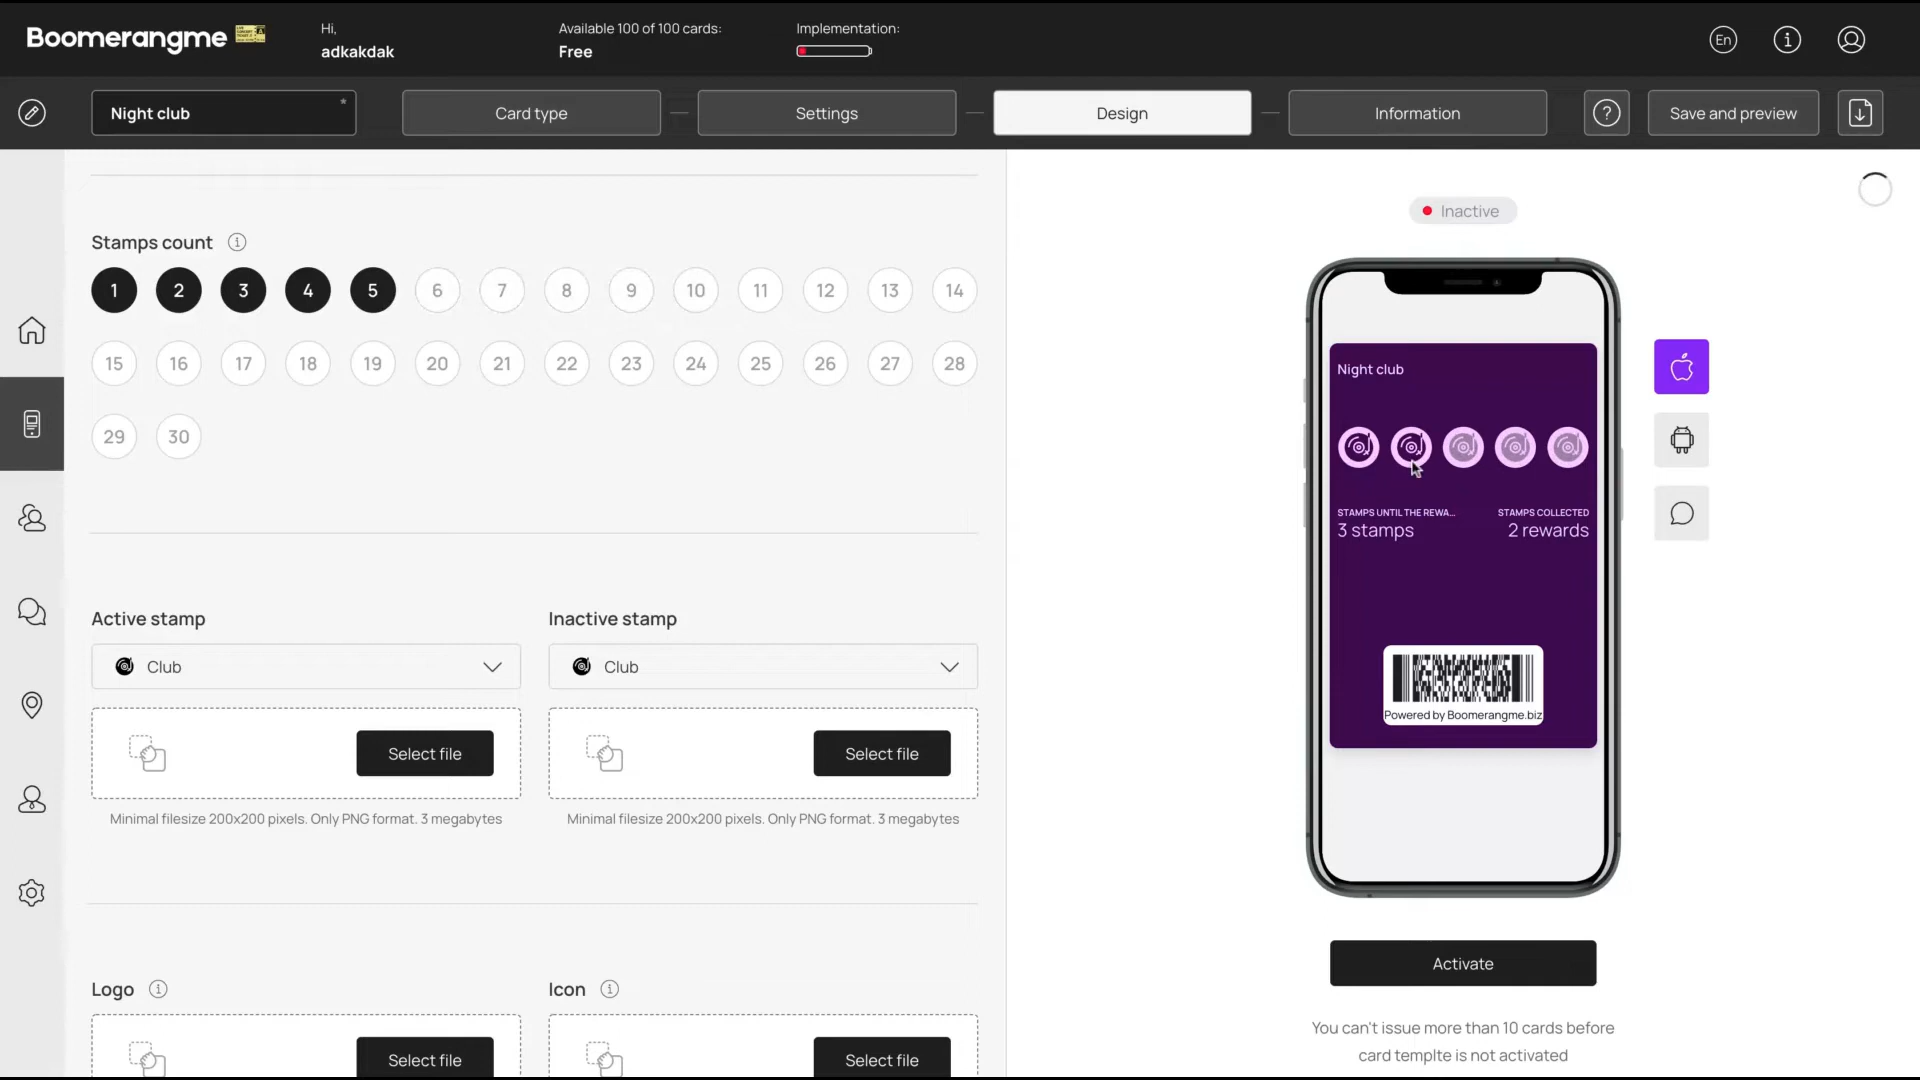 Boomerangme
Hi,
adkakdak
Available 100 of 100 cards:
Free
Implementation:
En
Night club *
Card type
Settings
Design
Information
?
Save and preview
Stamps count
1 2 3 4 5 6 7 8 9 10 11 12 13 14
15 16 17 18 19 20 21 22 23 24 25 26 27 28
29 30
Active stamp
Club
Select file
Minimal filesize 200x200 pixels. Only PNG format. 3 megabytes
Inactive stamp
Club
Select file
Minimal filesize 200x200 pixels. Only PNG format. 3 megabytes
Logo
Select file
Icon
Select file
Inactive
Night club
STAMPS UNTIL THE REWA... STAMPS COLLECTED
3 stamps 2 rewards
Powered by Boomerangme.biz
Activate
You can't issue more than 10 cards before
card templte is not activated